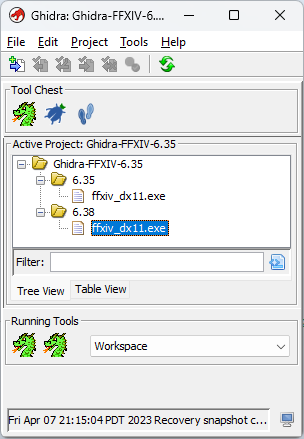 Ghidra: Ghidra-FFXIV-6....
File Edit Project Tools Help
Tool Chest
Active Project: Ghidra-FFXIV-6.35
Ghidra-FFXIV-6.35
6.35
ffxiv_dx11.exe
6.38
ffxiv_dx11.exe
Filter:
Tree View Table View
Running Tools
Workspace
Fri Apr 07 21:15:04 PDT 2023 Recovery snapshot c...